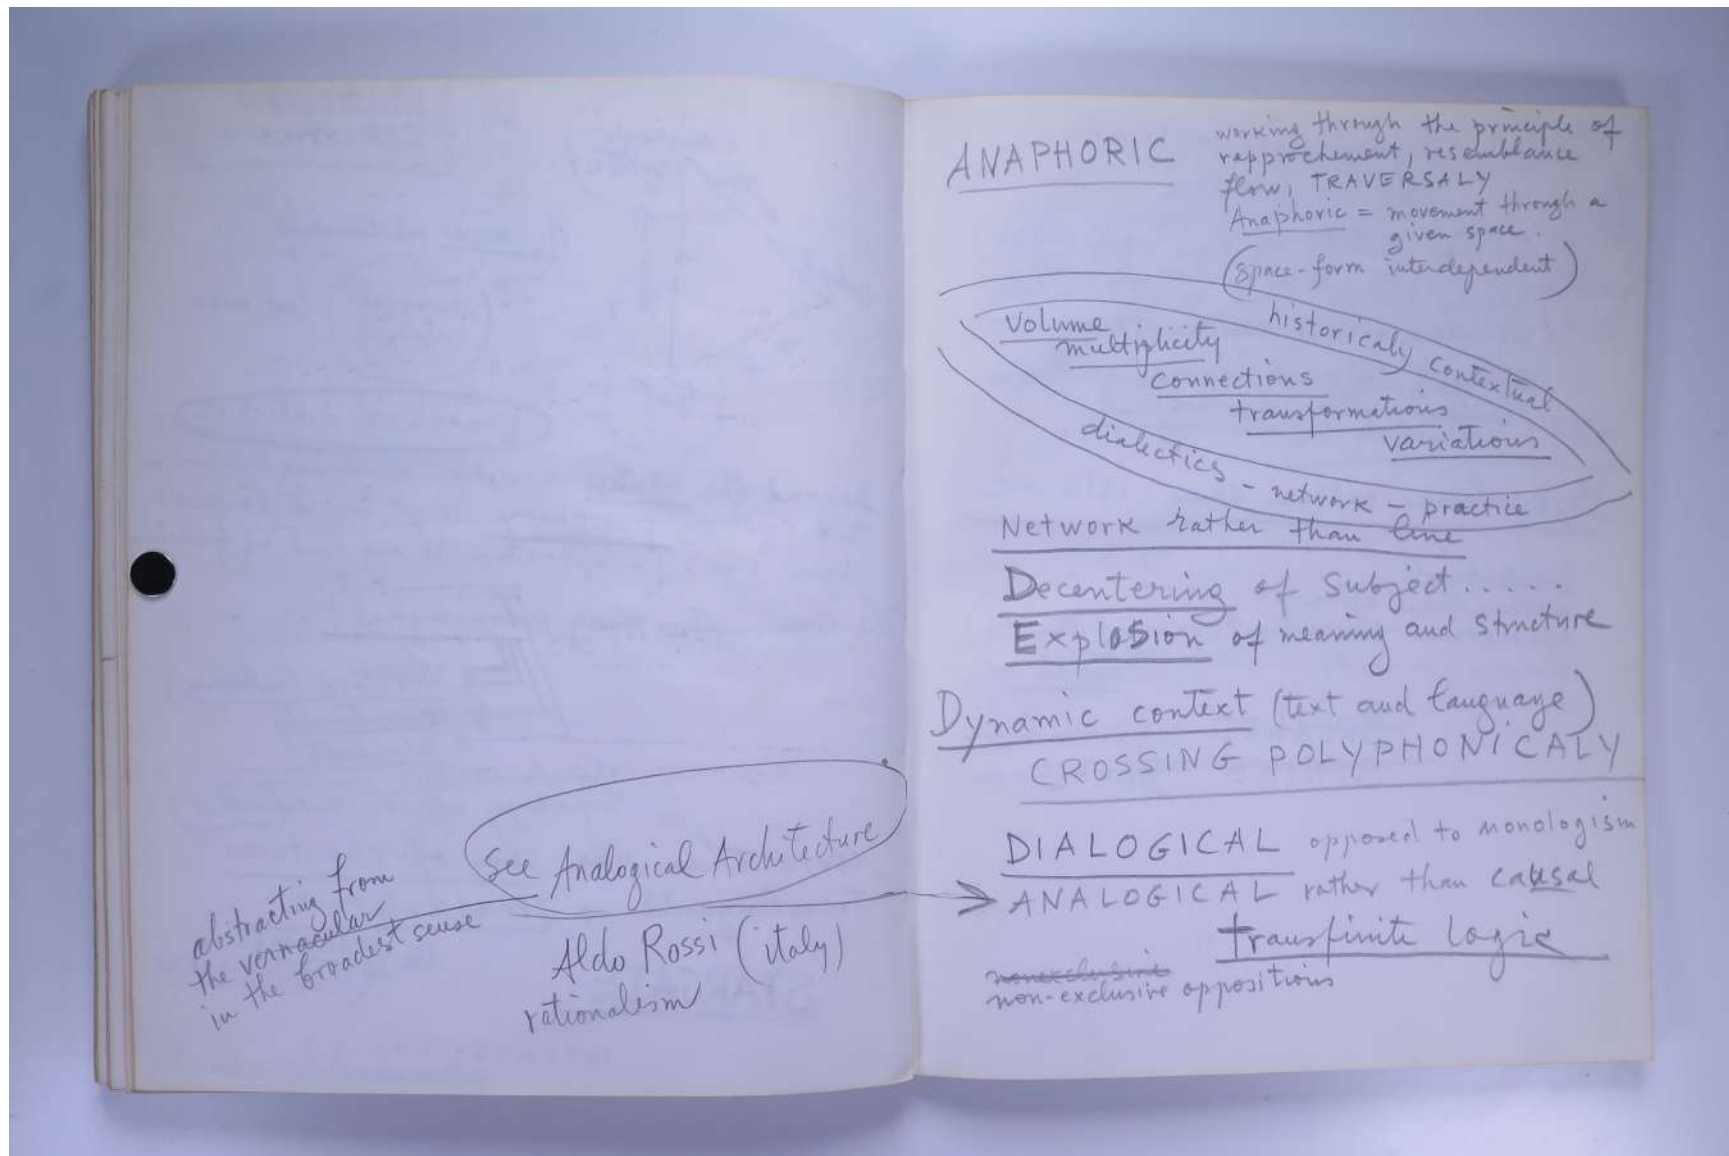 See Analogical Architecture
abstracting from
the vernacular
in the broadest sense
Aldo Rossi (italy)
rationalism
ANAPHORIC
working through the principle of
rapprochement, resemblance
flow, TRAVERSALY
Anaphoric = movement through a
given space.
(space-form interdependent)
historicaly contextual
Volume
multiplicity
connections
transformations
variations
dialectics - network - practice
Network rather than line
Decentering of subject.....
Explosion of meaning and structure
Dynamic context (text and language)
CROSSING POLYPHONICALY
DIALOGICAL opposed to monologism
ANALOGICAL rather than causal
transfinite logic
nonexclusive
non-exclusive oppositions